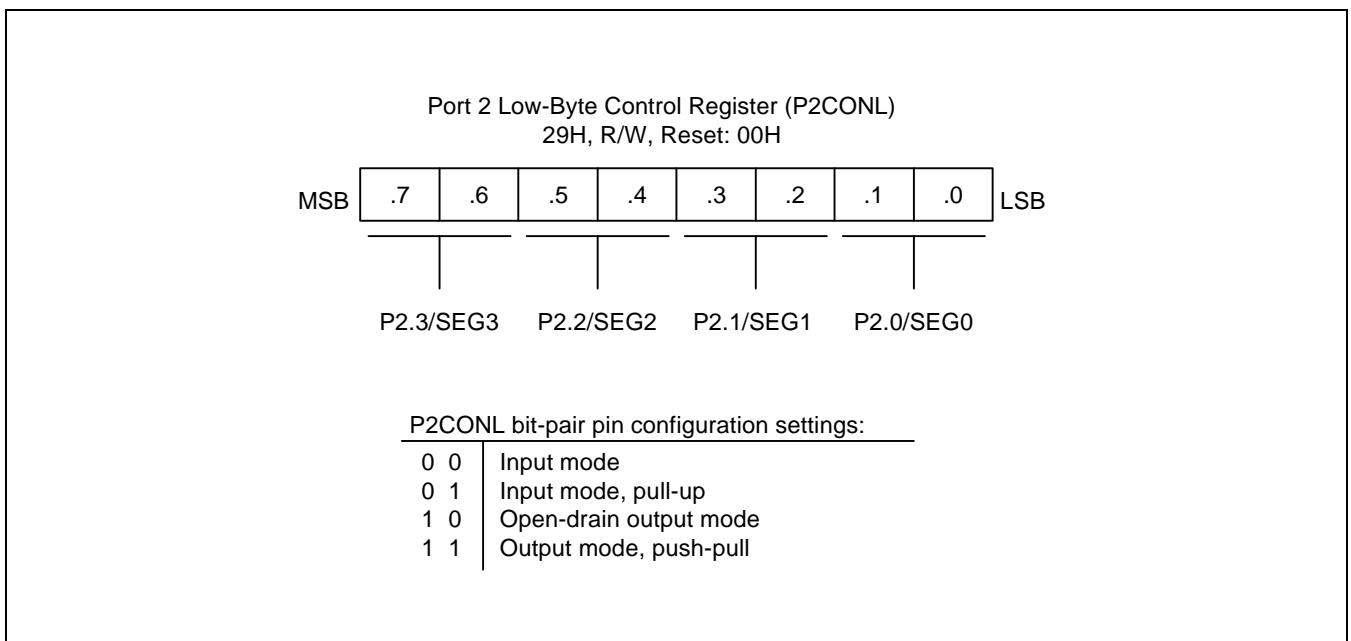 Port 2 Low-Byte Control Register (P2CONL)
29H, R/W, Reset: 00H
MSB .7 .6 .5 .4 .3 .2 .1 .0 LSB
P2.3/SEG3 P2.2/SEG2 P2.1/SEG1 P2.0/SEG0
P2CONL bit-pair pin configuration settings:
0 0 Input mode
0 1 Input mode, pull-up
1 0 Open-drain output mode
1 1 Output mode, push-pull